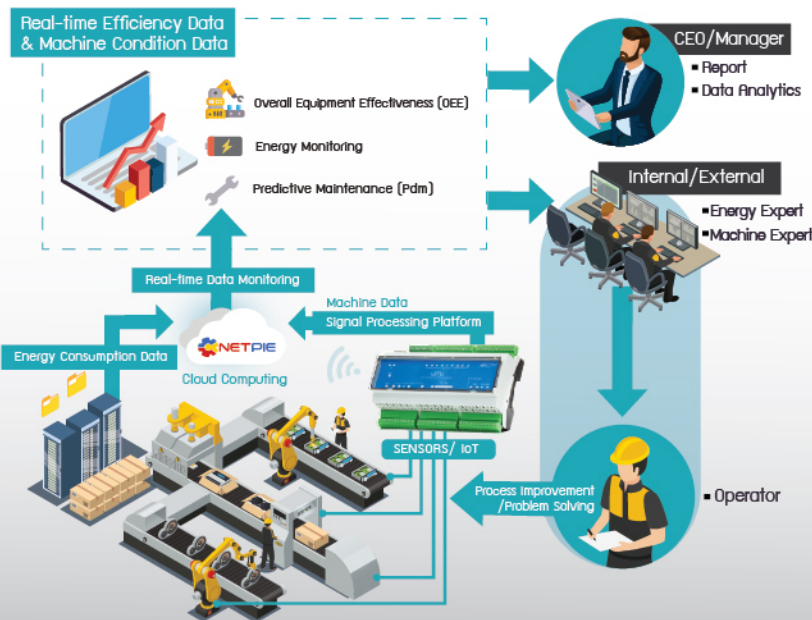 Real-time Efficiency Data
& Machine Condition Data
Overall Equipment Effectiveness (OEE)
Energy Monitoring
Predictive Maintenance (Pdm)
CEO/Manager
▪ Report
▪ Data Analytics
Internal/External
▪ Energy Expert
▪ Machine Expert
Real-time Data Monitoring
Machine Data
Signal Processing Platform
NETPIE
Cloud Computing
Energy Consumption Data
SENSORS/ IoT
Process Improvement
/Problem Solving
▪ Operator